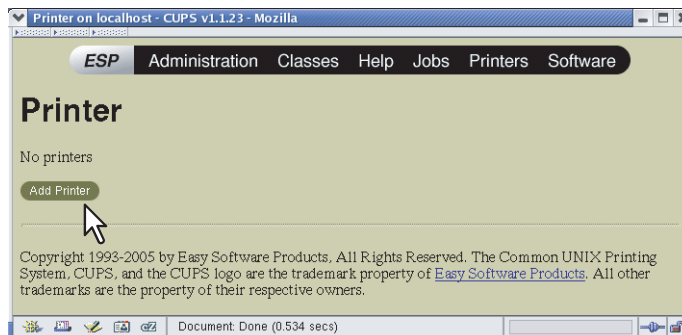 Printer on localhost - CUPS v1.1.23 - Mozilla
ESP Administration Classes Help Jobs Printers Software
Printer
No printers
Add Printer
Copyright 1993-2005 by Easy Software Products, All Rights Reserved. The Common UNIX Printing
System, CUPS, and the CUPS logo are the trademark property of Easy Software Products. All other
trademarks are the property of their respective owners.
Document: Done (0.534 secs)